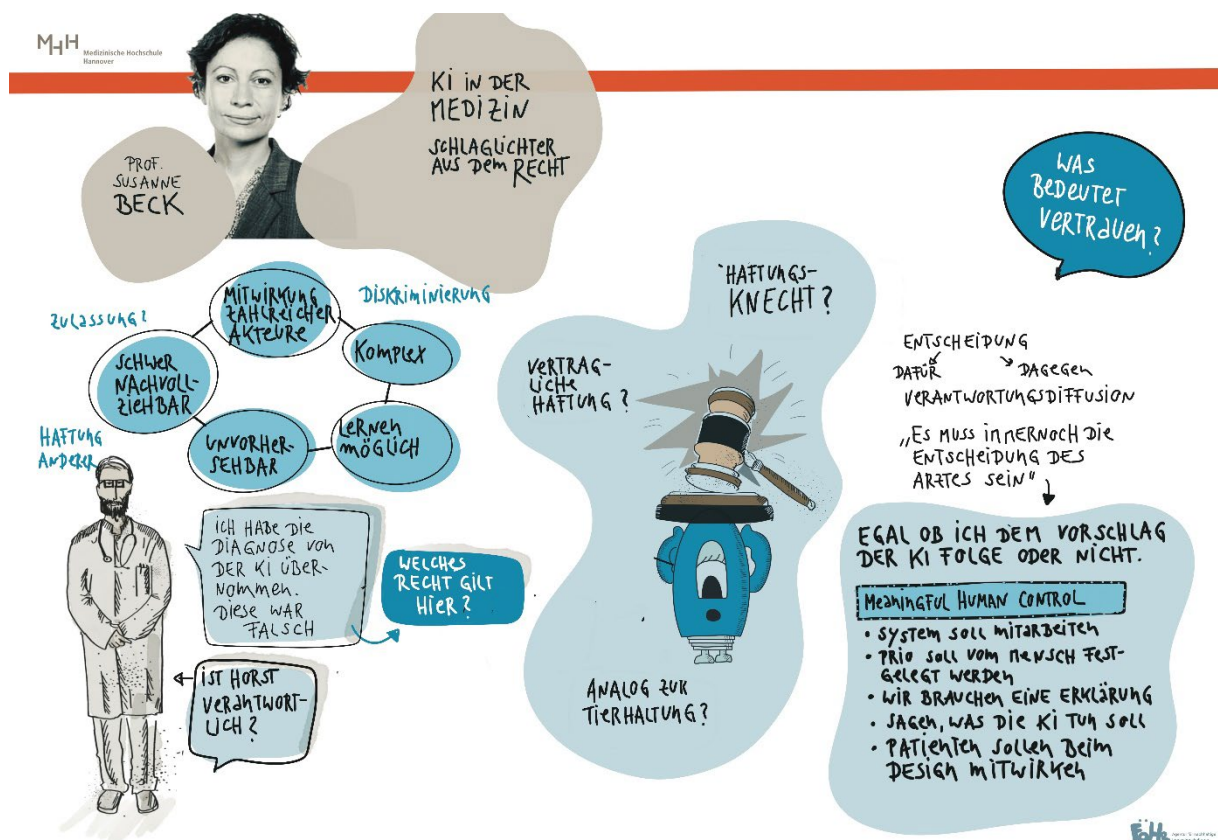 MHH
Medizinische Hochschule
Hannover
PROF.
SUSANNE
BECK
KI IN DER
MEDIZIN
SCHLAGLICHTER
AUS DEM RECHT
WAS
BEDEUTET
VERTRAUEN?
ZULASSUNG?
MITWIRKUNG
ZAHLREICHER
AKTEURE
DISKRIMINIERUNG
SCHWER
NACHVOLL-
ZIEHBAR
KOMPLEX
UNVORHER-
SEHBAR
LERNEN
MÖGLICH
HAFTUNG
ANDERER
ICH HABE DIE
DIAGNOSE VON
DER KI ÜBER-
NOMMEN.
DIESE WAR
FALSCH
WELCHES
RECHT GILT
HIER?
IST HORST
VERANTWORT-
LICH?
HAFTUNGS-
KNECHT?
VERTRAG-
LICHE
HAFTUNG?
ANALOG ZUR
TIERHALTUNG?
ENTSCHEIDUNG
DAFÜR DAGEGEN
VERANTWORTUNGSDIFFUSION
„ES MUSS IMMERNOCH DIE
ENTSCHEIDUNG DES
ARZTES SEIN"
EGAL OB ICH DEM VORSCHLAG
DER KI FOLGE ODER NICHT.
MEANINGFUL HUMAN CONTROL
• SYSTEM SOLL MITARBEITEN
• PRIO SOLL VOM MENSCH FEST-
GELEGT WERDEN
• WIR BRAUCHEN EINE ERKLÄRUNG
• SAGEN, WAS DIE KI TUN SOLL
• PATIENTEN SOLLEN BEIM
DESIGN MITWIRKEN